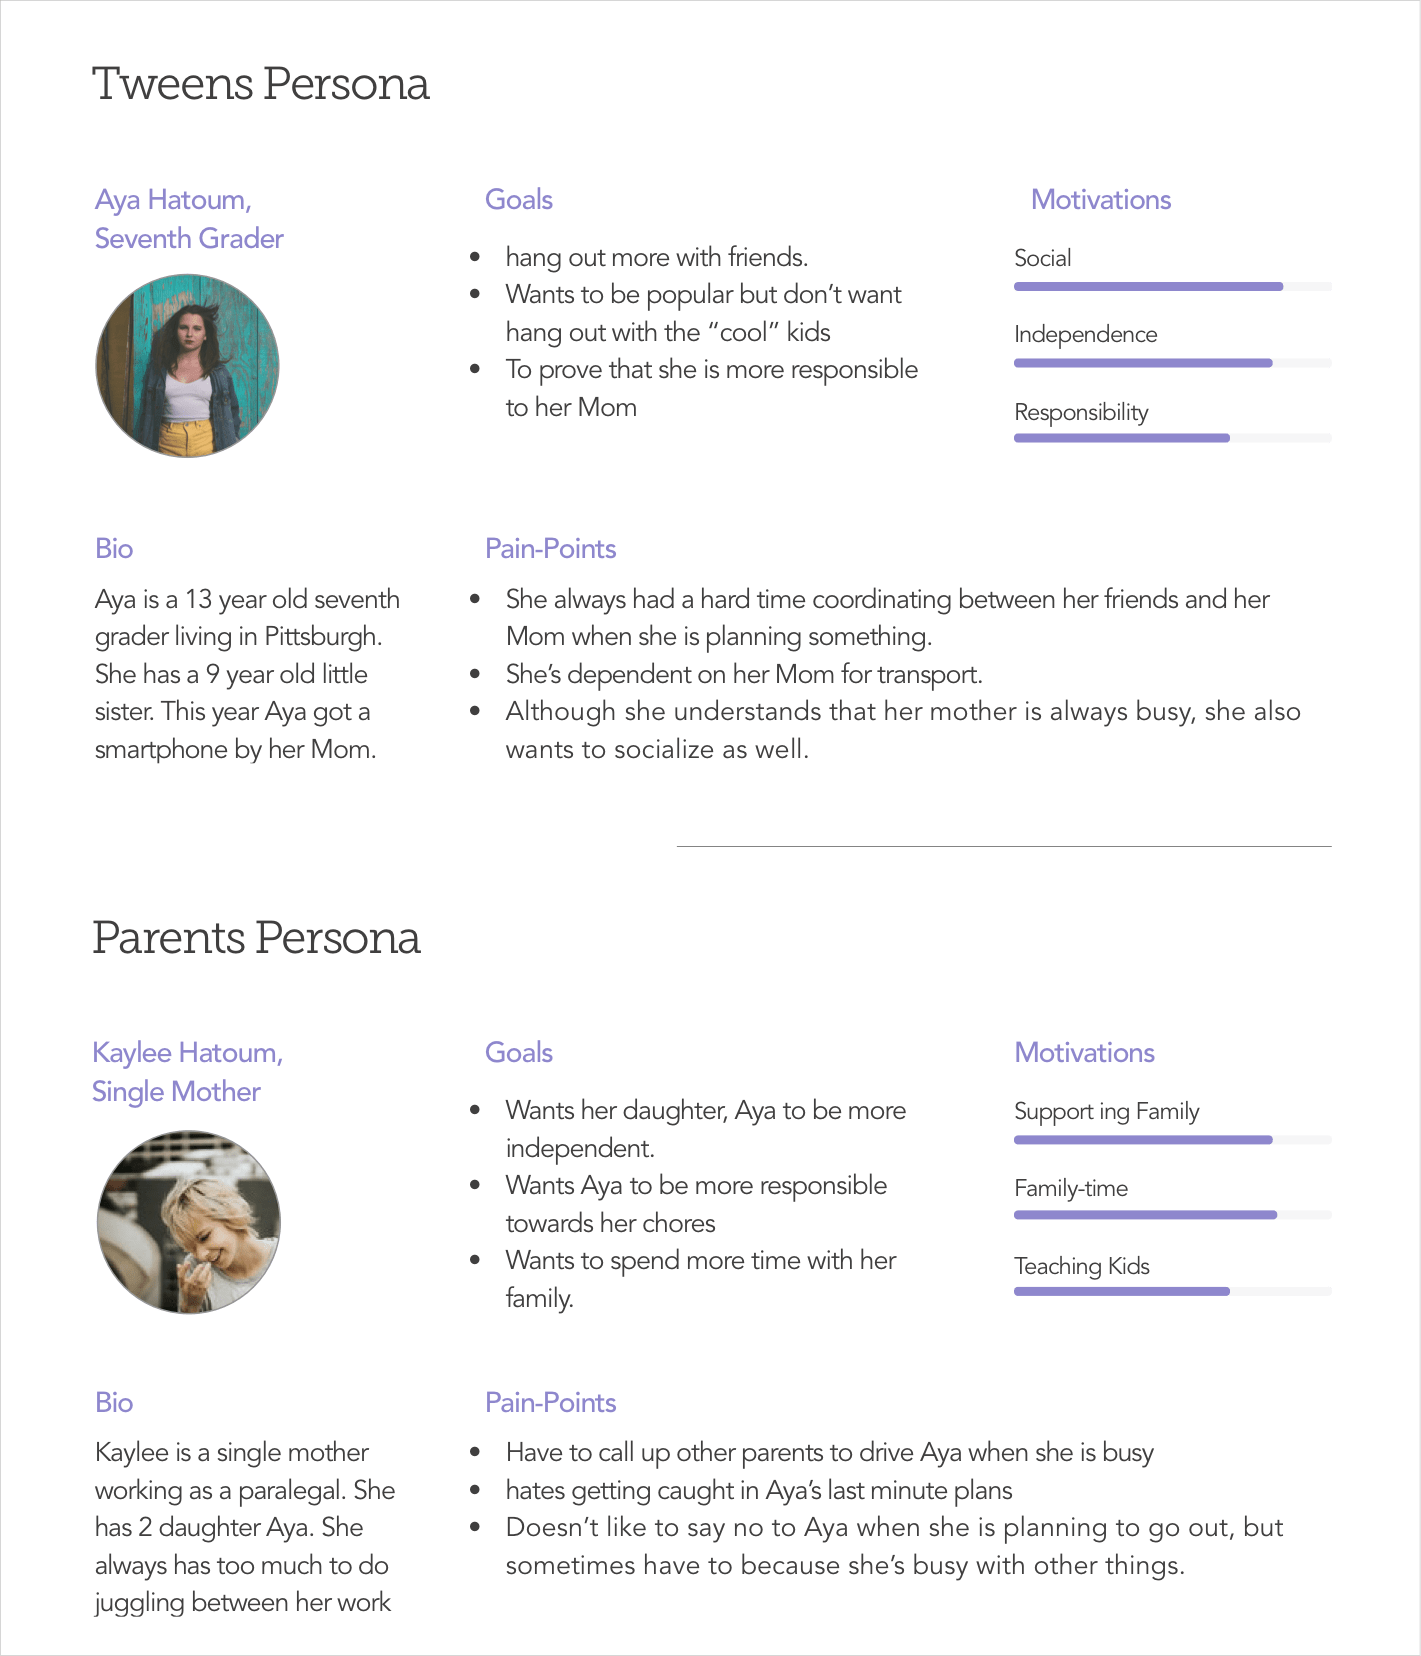 Tweens Persona
Aya Hatoum,
Seventh Grader
Goals
• hang out more with friends.
• Wants to be popular but don’t want
hang out with the “cool” kids
• To prove that she is more responsible
to her Mom
Motivations
Social
Independence
Responsibility
Bio
Aya is a 13 year old seventh
grader living in Pittsburgh.
She has a 9 year old little
sister. This year Aya got a
smartphone by her Mom.
Pain-Points
• She always had a hard time coordinating between her friends and her
Mom when she is planning something.
• She’s dependent on her Mom for transport.
• Although she understands that her mother is always busy, she also
wants to socialize as well.
Parents Persona
Kaylee Hatoum,
Single Mother
Goals
• Wants her daughter, Aya to be more
independent.
• Wants Aya to be more responsible
towards her chores
• Wants to spend more time with her
family.
Motivations
Support ing Family
Family-time
Teaching Kids
Bio
Kaylee is a single mother
working as a paralegal. She
has 2 daughter Aya. She
always has too much to do
juggling between her work
Pain-Points
• Have to call up other parents to drive Aya when she is busy
• hates getting caught in Aya’s last minute plans
• Doesn’t like to say no to Aya when she is planning to go out, but
sometimes have to because she’s busy with other things.